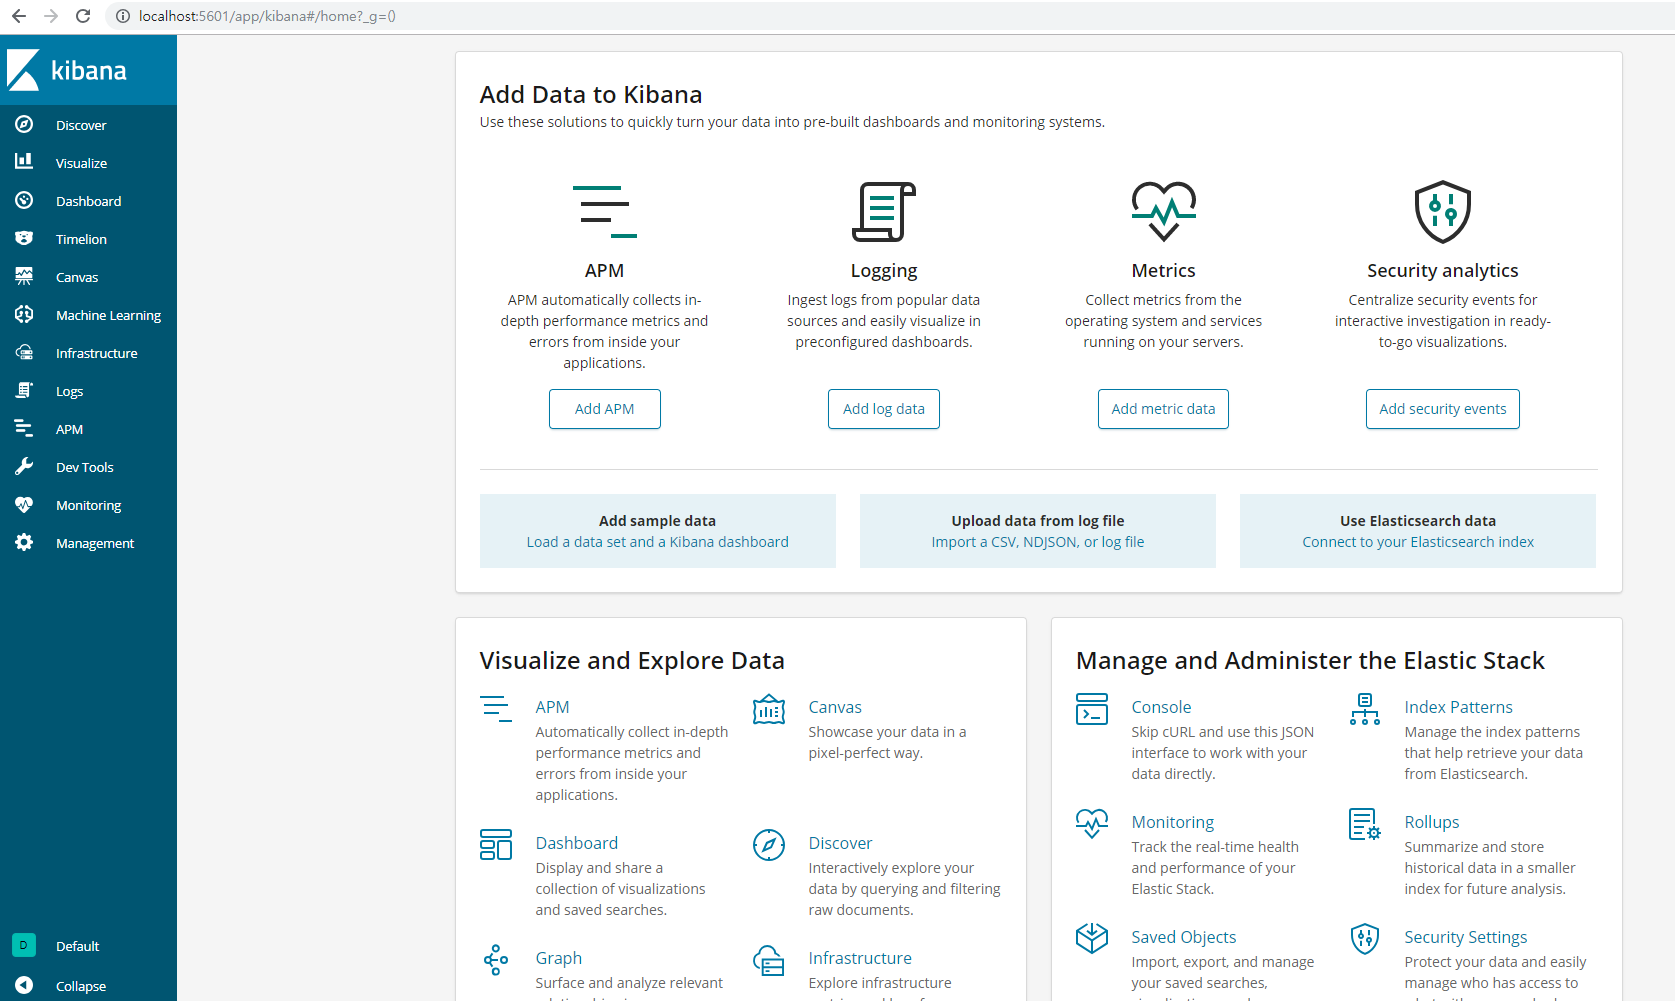 localhost:5601/app/kibana#/home?_g=()
kibana
Discover
Visualize
Dashboard
Timelion
Canvas
Machine Learning
Infrastructure
Logs
APM
Dev Tools
Monitoring
Management
D Default
Collapse
Add Data to Kibana
Use these solutions to quickly turn your data into pre-built dashboards and monitoring systems.
APM
APM automatically collects in-
depth performance metrics and
errors from inside your
applications.
Add APM
Logging
Ingest logs from popular data
sources and easily visualize in
preconfigured dashboards.
Add log data
Metrics
Collect metrics from the
operating system and services
running on your servers.
Add metric data
Security analytics
Centralize security events for
interactive investigation in ready-
to-go visualizations.
Add security events
Add sample data
Load a data set and a Kibana dashboard
Upload data from log file
Import a CSV, NDJSON, or log file
Use Elasticsearch data
Connect to your Elasticsearch index
Visualize and Explore Data
APM
Automatically collect in-depth
performance metrics and
errors from inside your
applications.
Canvas
Showcase your data in a
pixel-perfect way.
Dashboard
Display and share a
collection of visualizations
and saved searches.
Discover
Interactively explore your
data by querying and filtering
raw documents.
Graph
Surface and analyze relevant
Infrastructure
Explore infrastructure
Manage and Administer the Elastic Stack
Console
Skip cURL and use this JSON
interface to work with your
data directly.
Index Patterns
Manage the index patterns
that help retrieve your data
from Elasticsearch.
Monitoring
Track the real-time health
and performance of your
Elastic Stack.
Rollups
Summarize and store
historical data in a smaller
index for future analysis.
Saved Objects
Import, export, and manage
your saved searches,
Security Settings
Protect your data and easily
manage who has access to